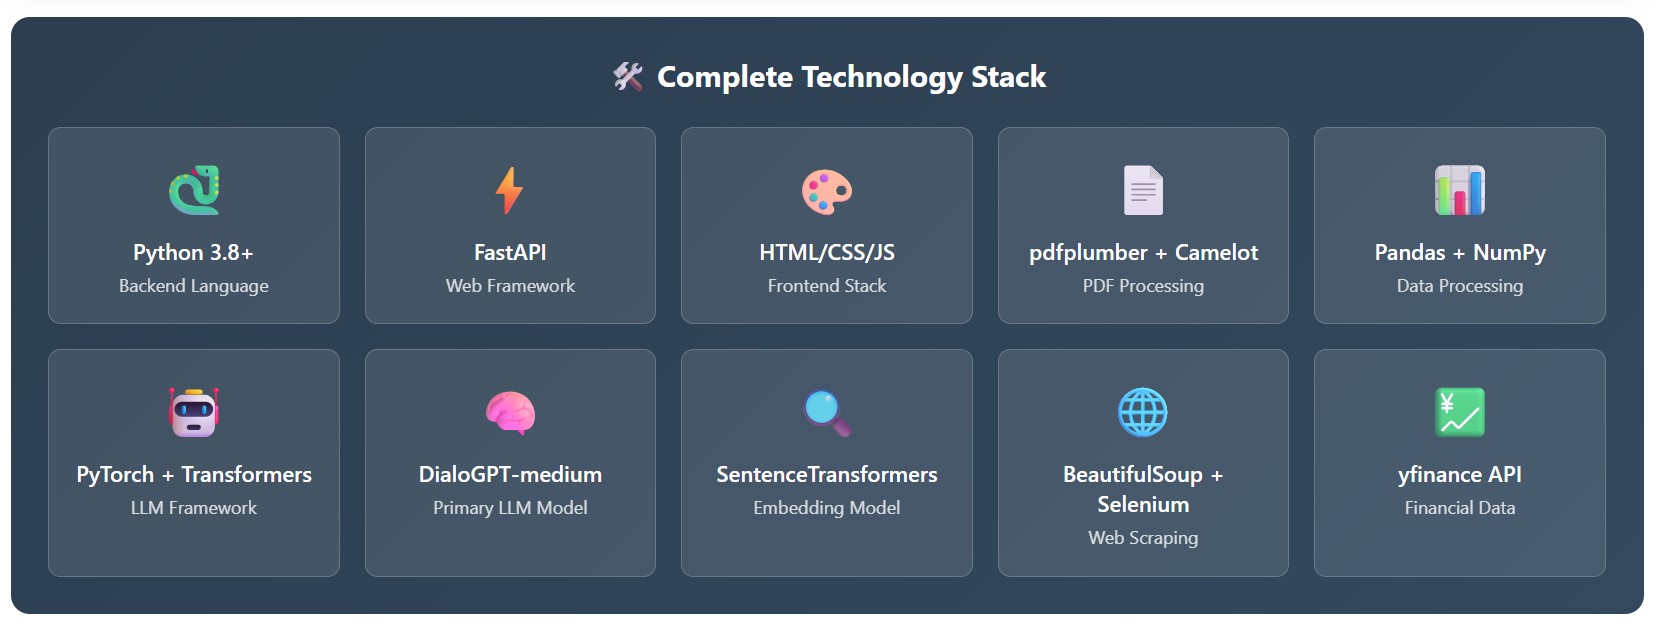 Complete Technology Stack
Python 3.8+
Backend Language
FastAPI
Web Framework
HTML/CSS/JS
Frontend Stack
pdfplumber + Camelot
PDF Processing
Pandas + NumPy
Data Processing
PyTorch + Transformers
LLM Framework
DialoGPT-medium
Primary LLM Model
SentenceTransformers
Embedding Model
BeautifulSoup +
Selenium
Web Scraping
¥
yfinance API
Financial Data